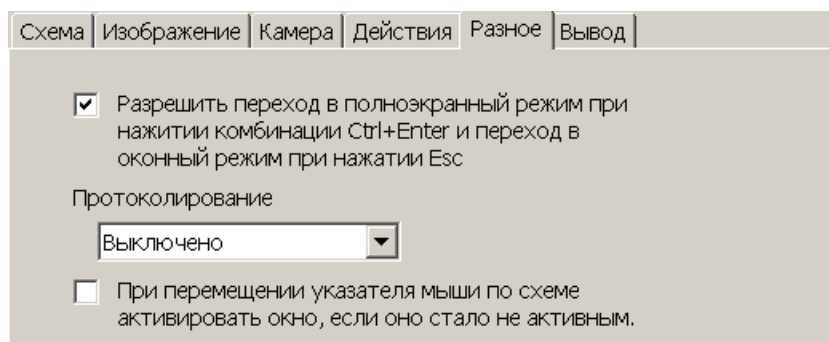 Схема Изображение Камера Действия Разное Вывод
Разрешить переход в полноэкранный режим при
нажитии комбинации Ctrl+Enter и переход в
оконный режим при нажатии Esc
Протоколирование
Выключено
При перемещении указателя мыши по схеме
активировать окно, если оно стало не активным.